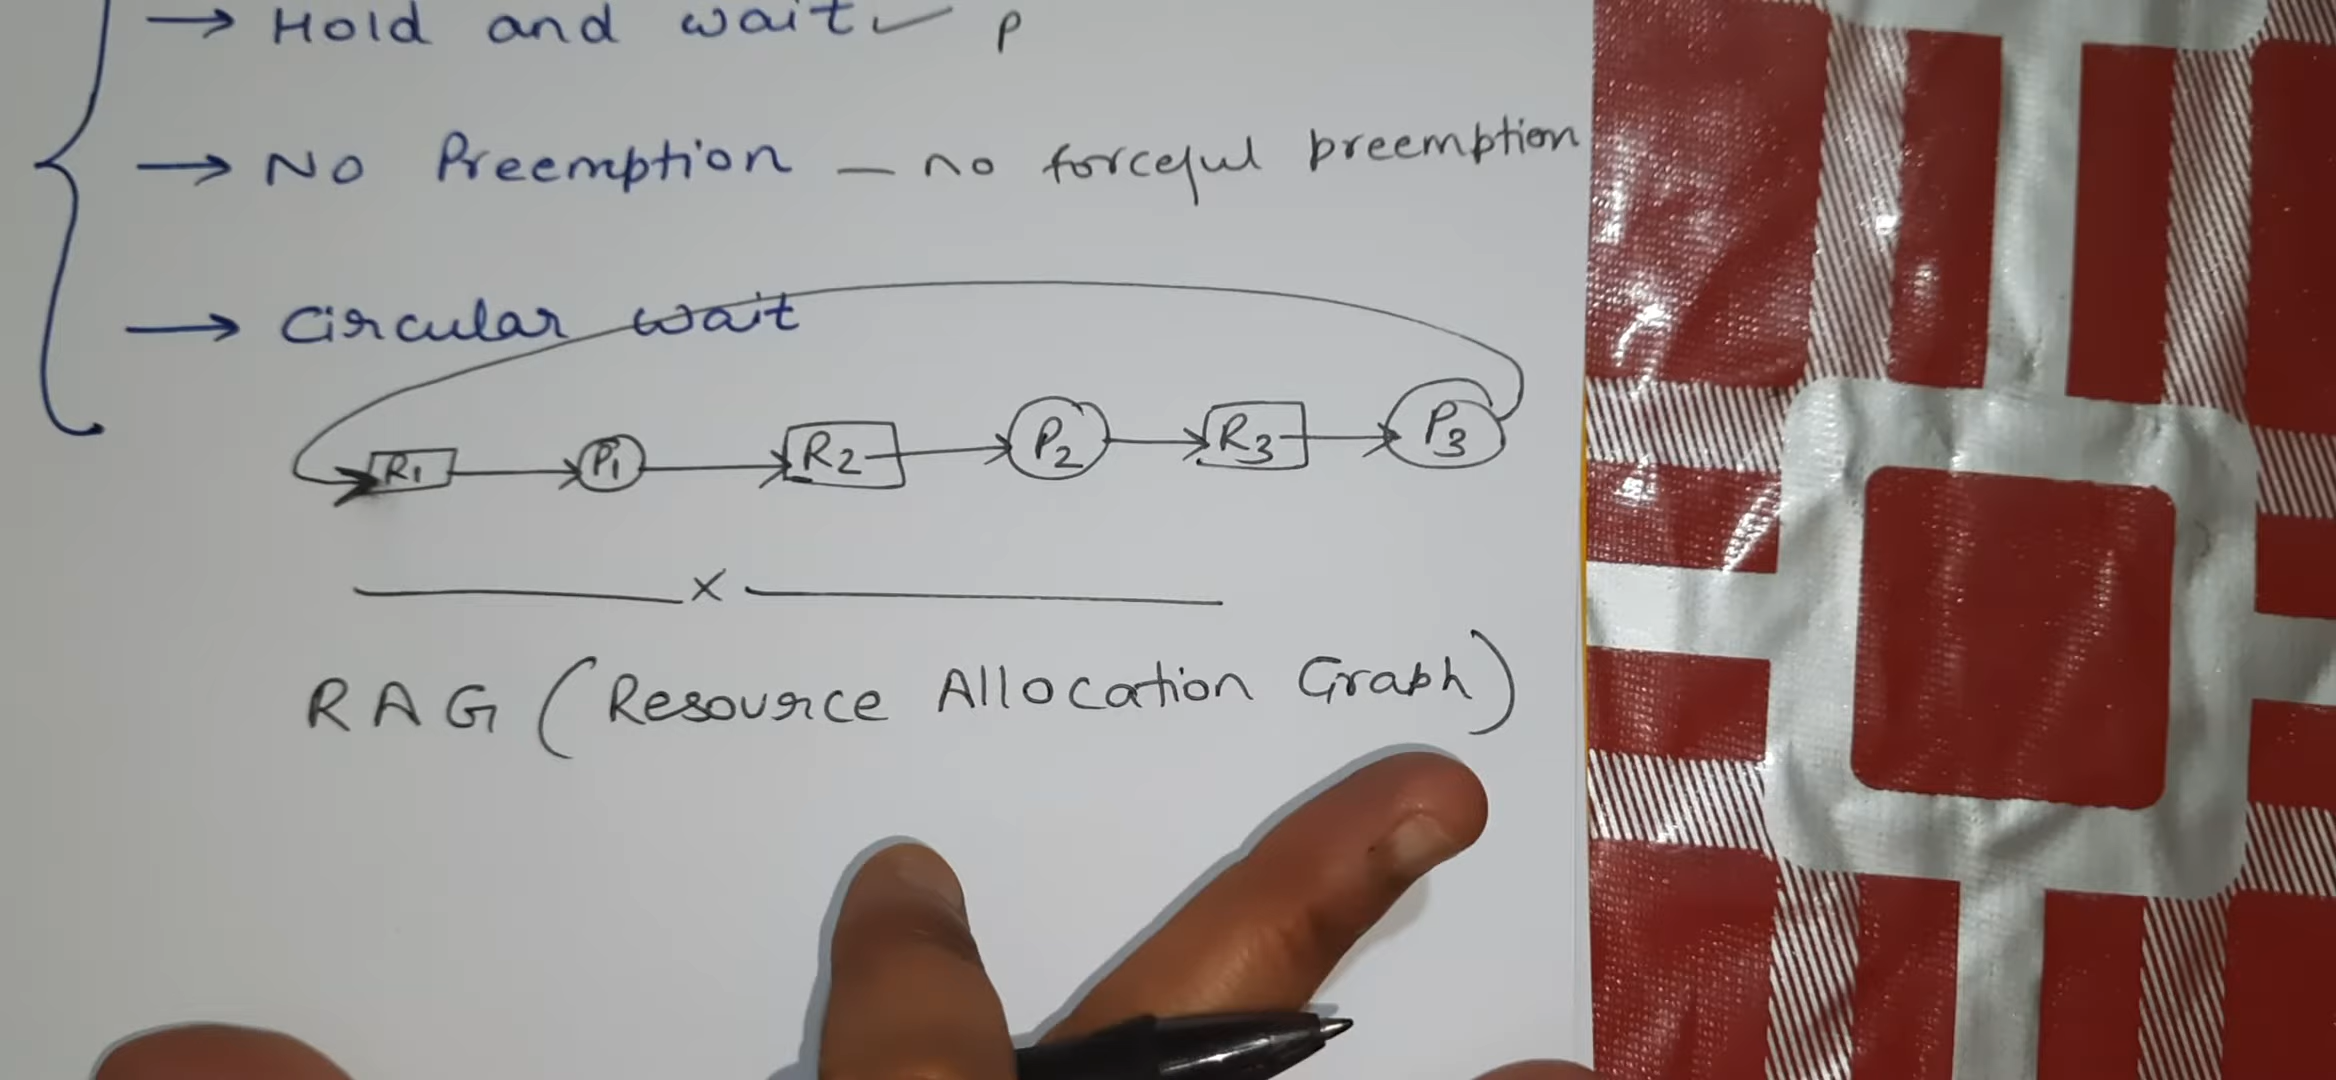 → Hold and wait ✓ P
→ No Preemption — no forceful preemption
→ Circular wait
R1 → P1 → R2 → P2 → R3 → P3
x
RAG (Resource Allocation Graph)